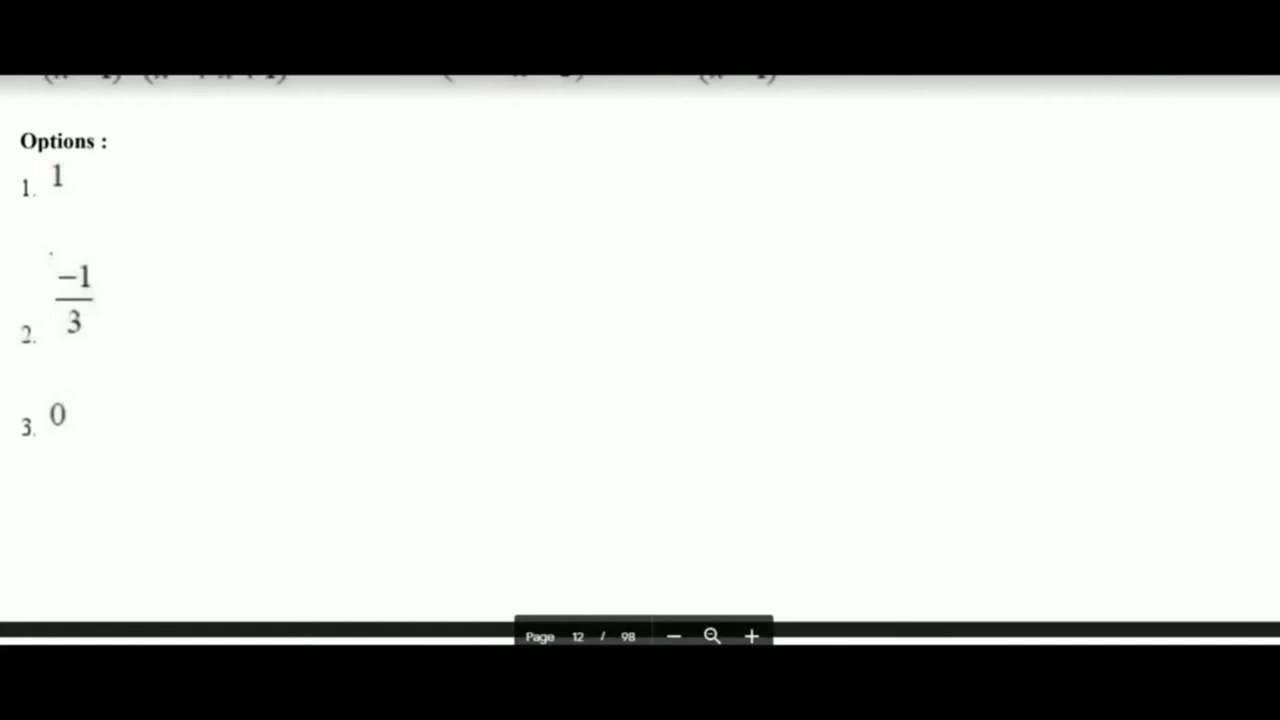 Options :
1. 1
2. −1/3
3. 0
Page 12 / 98